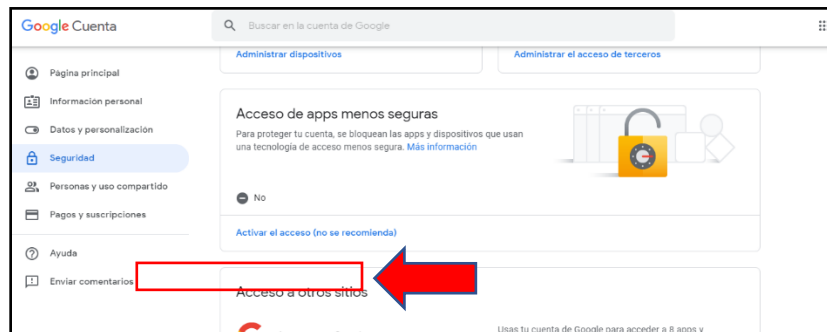 Google Cuenta
Buscar en la cuenta de Google
Administrar dispositivos
Administrar el acceso de terceros
Página principal
Información personal
Datos y personalización
Seguridad
Personas y uso compartido
Pagos y suscripciones
Ayuda
Enviar comentarios
Acceso de apps menos seguras
Para proteger tu cuenta, se bloquean las apps y dispositivos que usan
una tecnología de acceso menos segura. Más información
No
Activar el acceso (no se recomienda)
Acceso a otros sitios
Usas tu cuenta de Google para acceder a 8 apps y